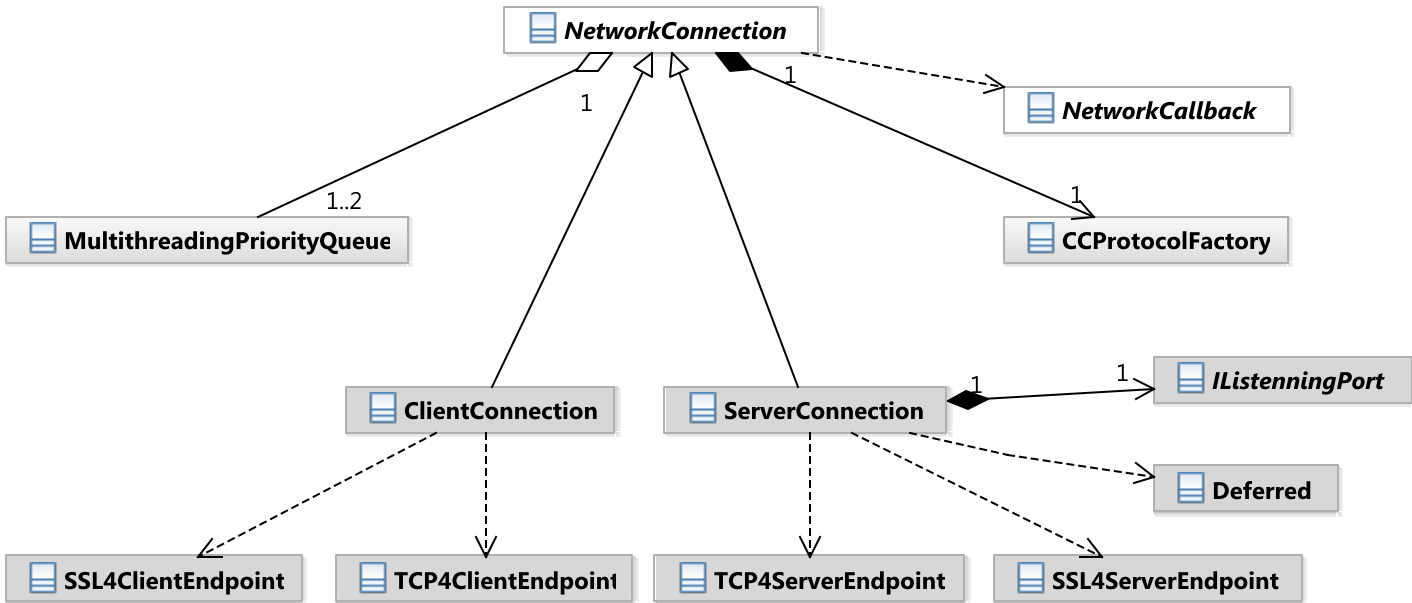 NetworkConnection
1
NetworkCallback
1
1..2
1
MultithreadingPriorityQueue
CCProtocolFactory
1
1
IListenningPort
ClientConnection
ServerConnection
Deferred
SSL4ClientEndpoint
TCP4ClientEndpoint
TCP4ServerEndpoint
SSL4ServerEndpoint